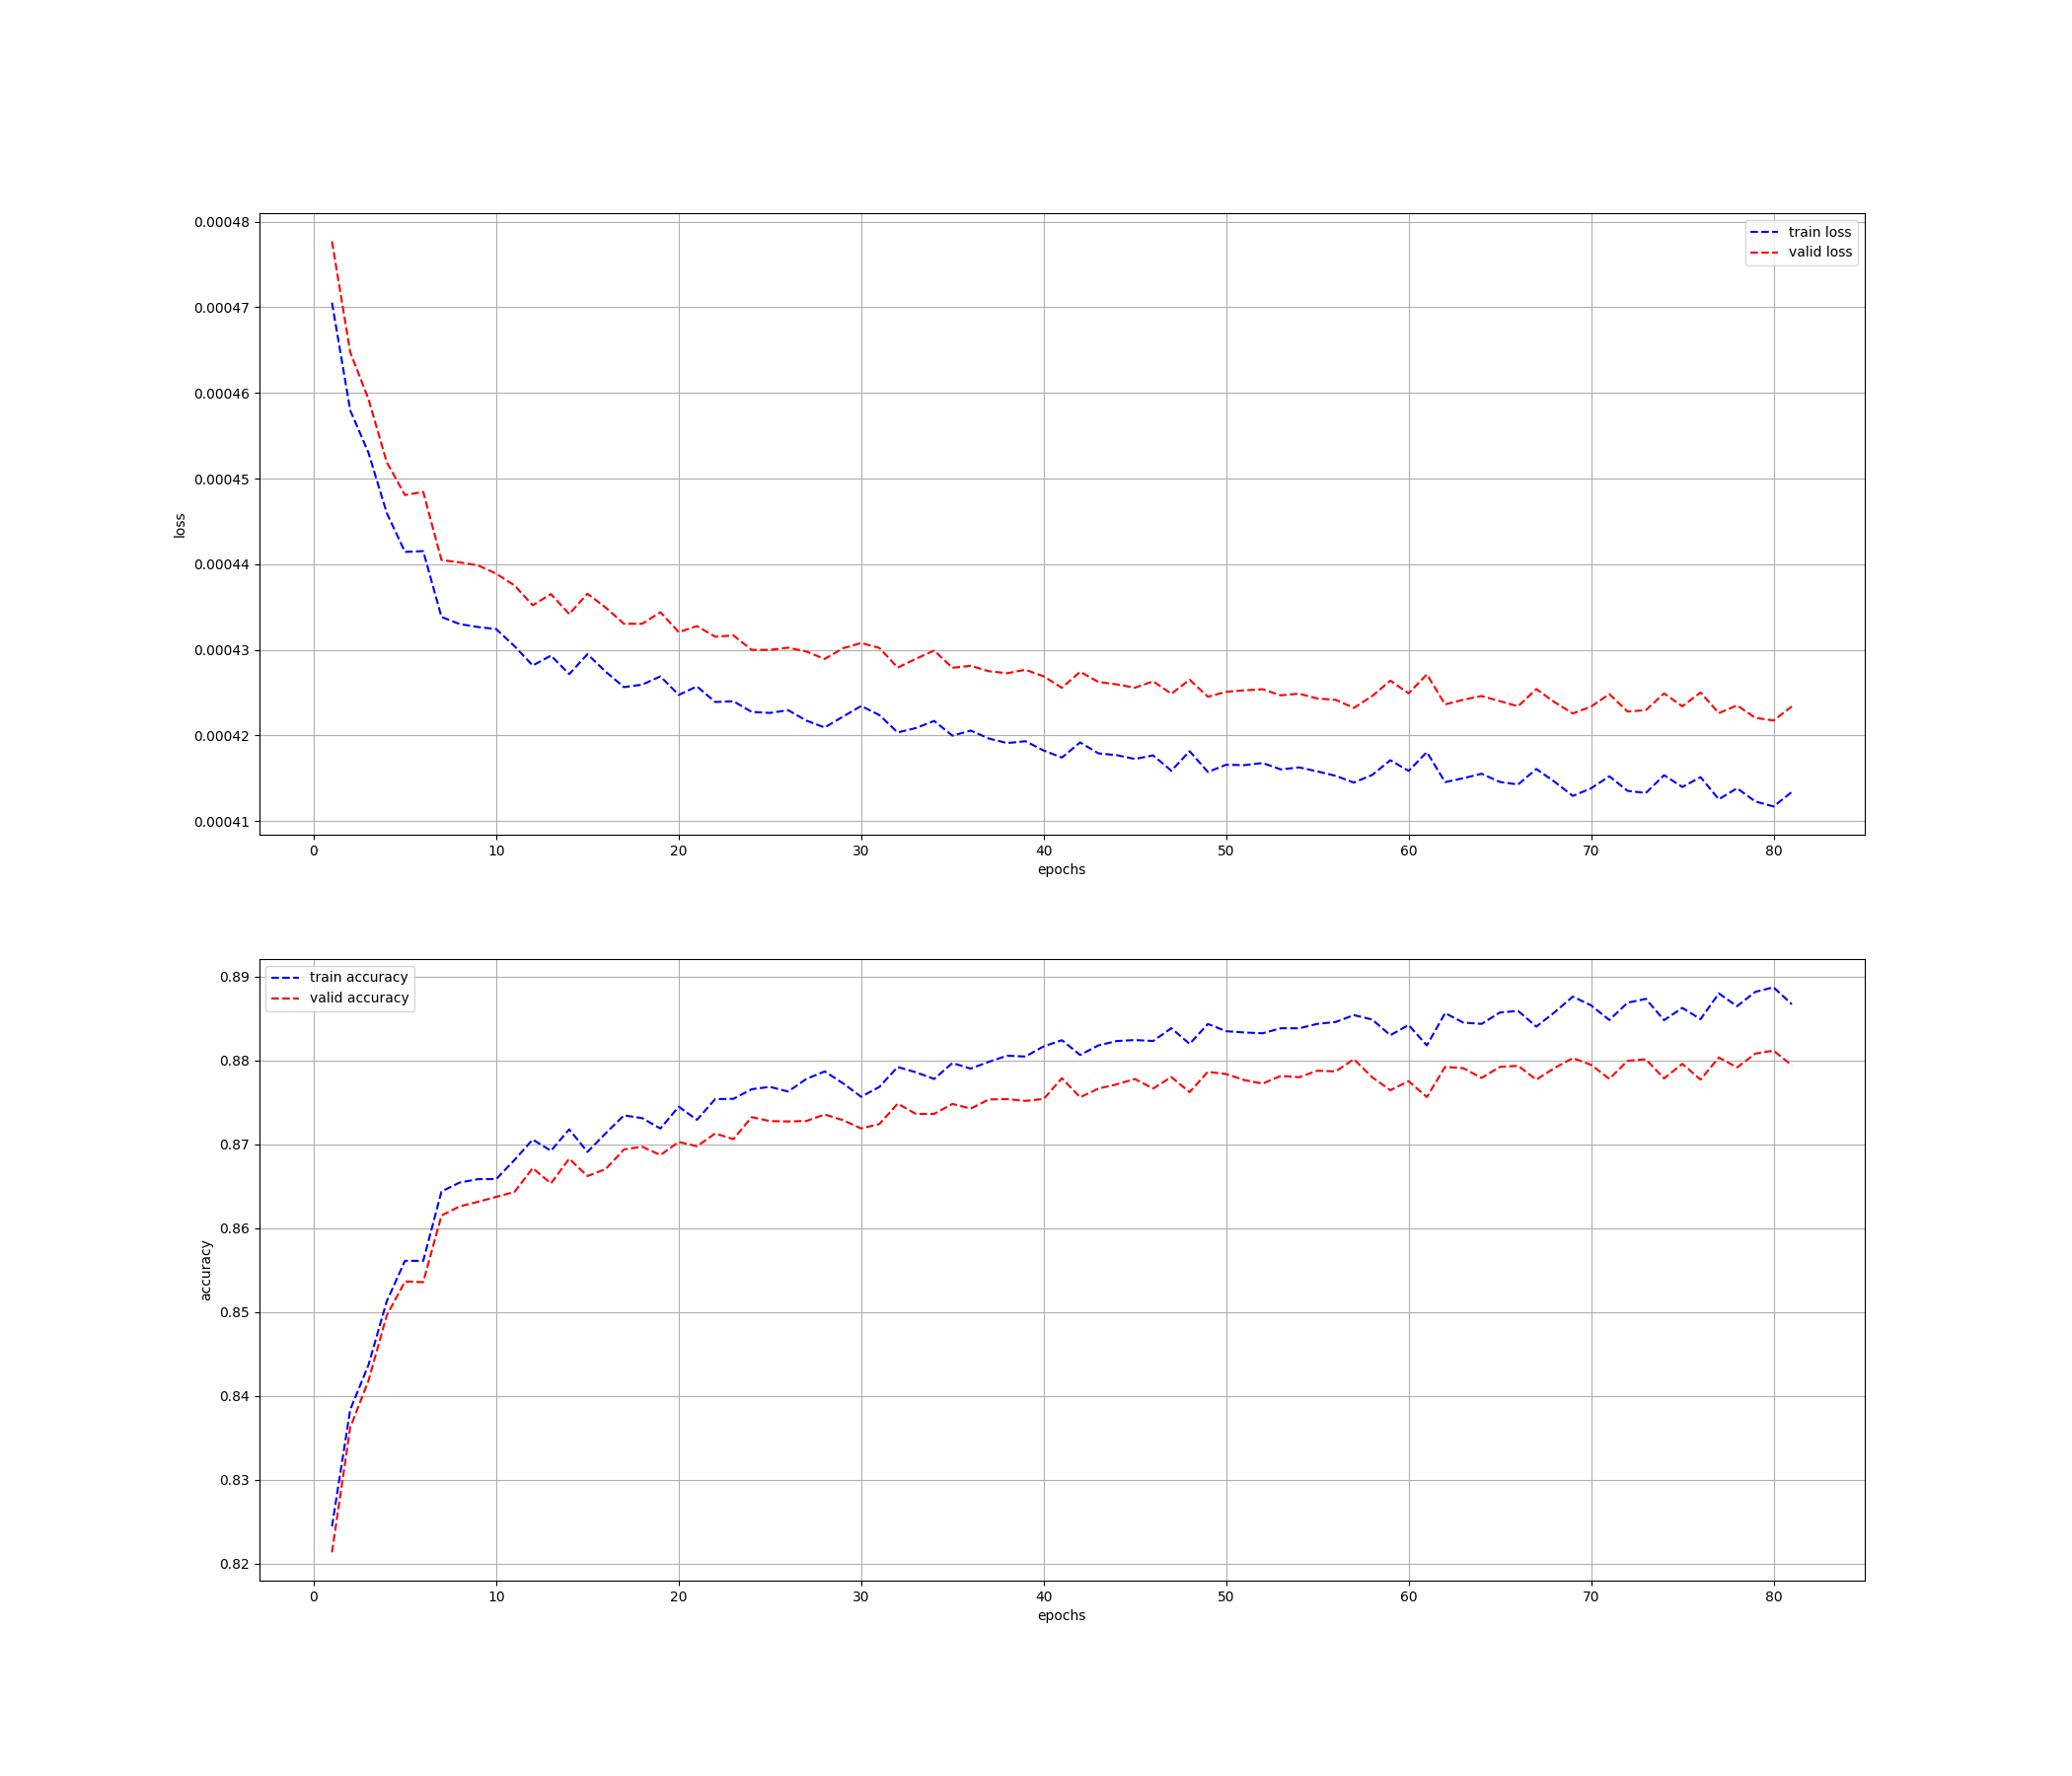 0.00048
0.00047
0.00046
0.00045
0.00044
0.00043
0.00042
0.00041
loss
train loss
valid loss
0 10 20 30 40 50 60 70 80
epochs
0.89
0.88
0.87
0.86
0.85
0.84
0.83
0.82
accuracy
train accuracy
valid accuracy
0 10 20 30 40 50 60 70 80
epochs